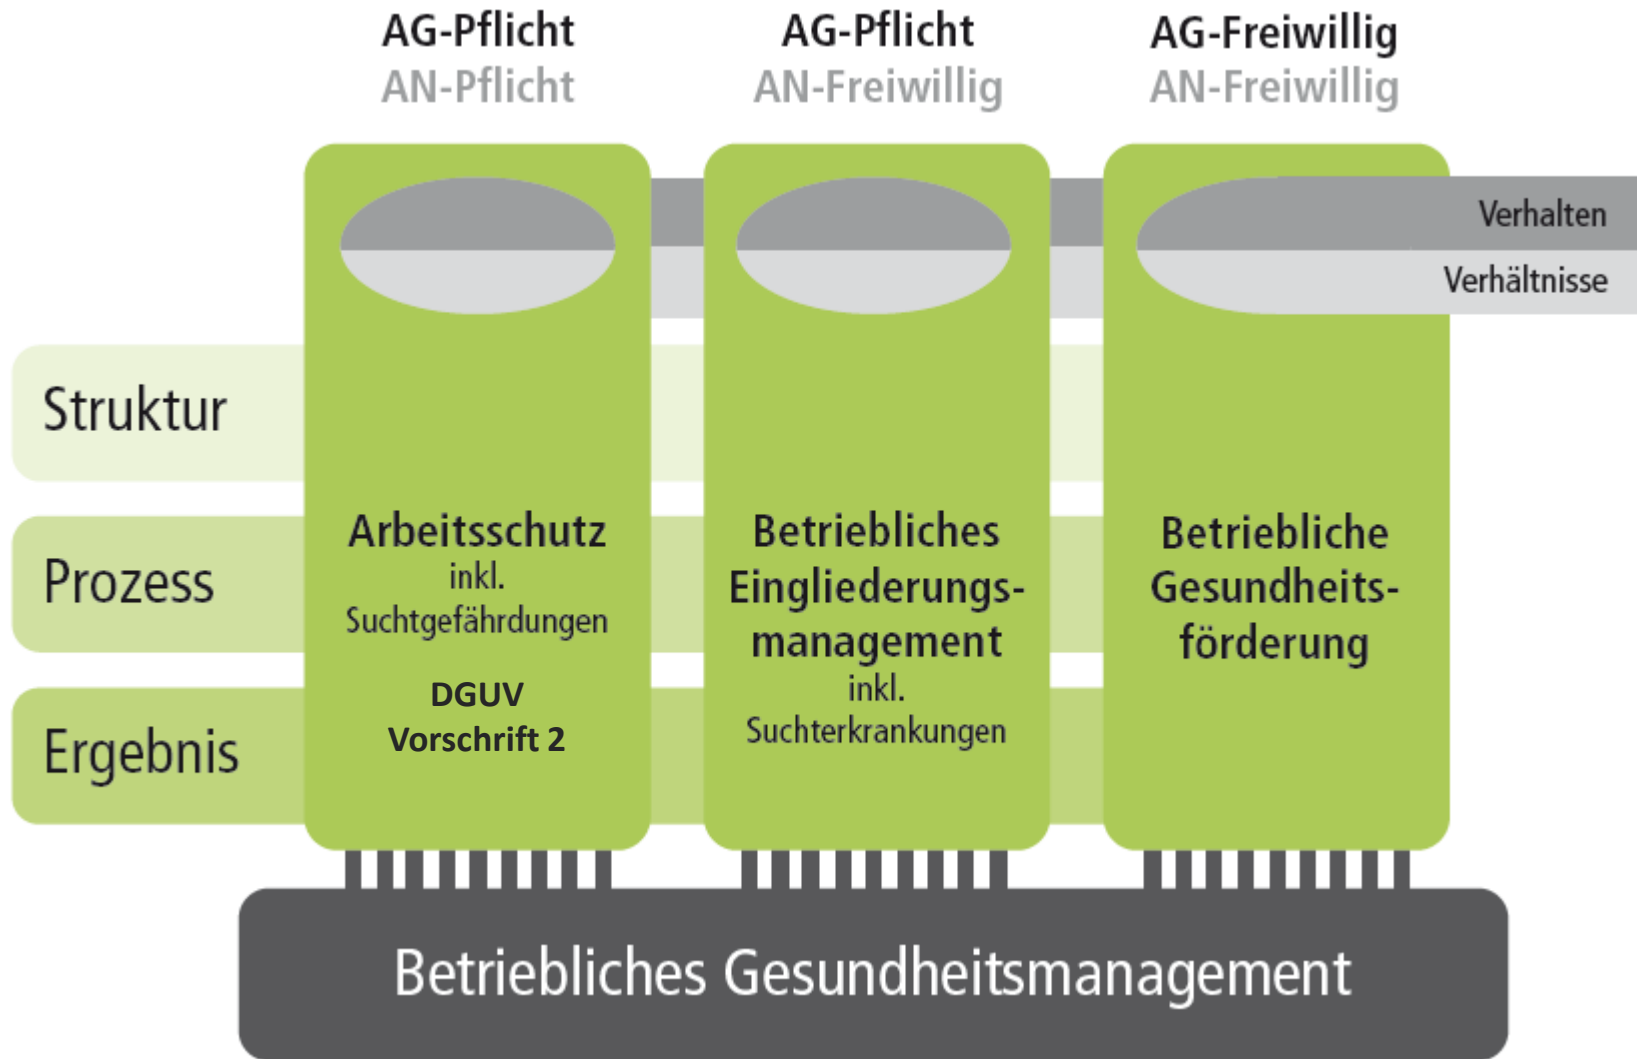 AG-Pflicht
AN-Pflicht
AG-Pflicht
AN-Freiwillig
AG-Freiwillig
AN-Freiwillig
Verhalten
Verhältnisse
Struktur
Prozess
Ergebnis
Arbeitsschutz
inkl.
Suchtgefährdungen
DGUV
Vorschrift 2
Betriebliches
Eingliederungs-
management
inkl.
Suchterkrankungen
Betriebliche
Gesundheits-
förderung
Betriebliches Gesundheitsmanagement